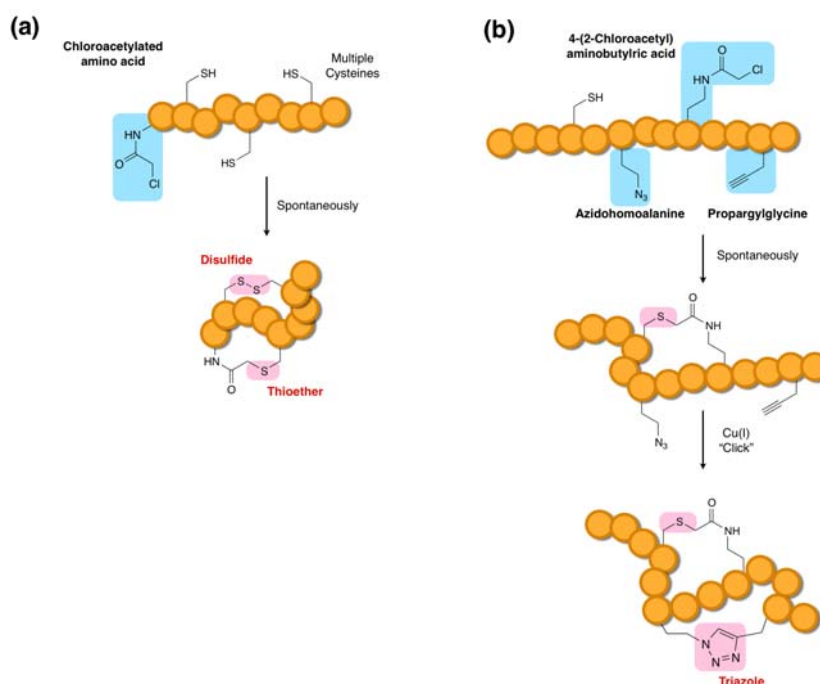 (a)
Chloroacetylated
amino acid
SH
HS
Multiple
Cysteines
HN
O
Cl
HS
Spontaneously
Disulfide
S
S
HN
O
S
Thioether
(b)
4-(2-Chloroacetyl)
aminobutylric acid
O
HN
Cl
SH
N3
Azidohomoalanine
Propargylglycine
Spontaneously
O
S
NH
N3
Cu(I)
"Click"
O
S
NH
N
N
N
Triazole